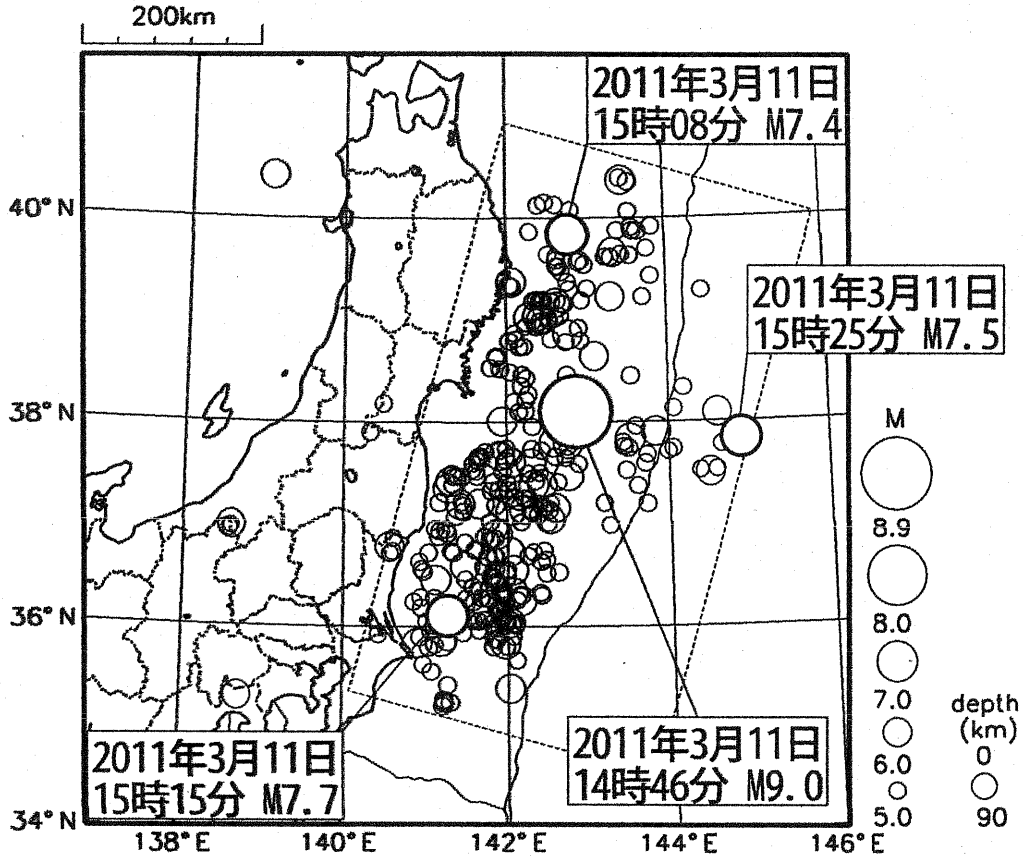 200km
2011年3月11日
15時08分 M7.4
40°N
2011年3月11日
15時25分 M7.5
38°N
M
8.9
8.0
36°N
7.0
depth
(km)
2011年3月11日
14時46分 M9.0
2011年3月11日
15時15分 M7.7
6.0
0
5.0
90
34°N
138°E
140°E
142°E
144°E
146°E